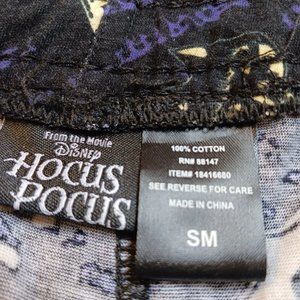 From the Movie
Disney
HOCUS
POCUS
100% COTTON
RN# 88147
ITEM# 18416680
SEE REVERSE FOR CARE
MADE IN CHINA
SM